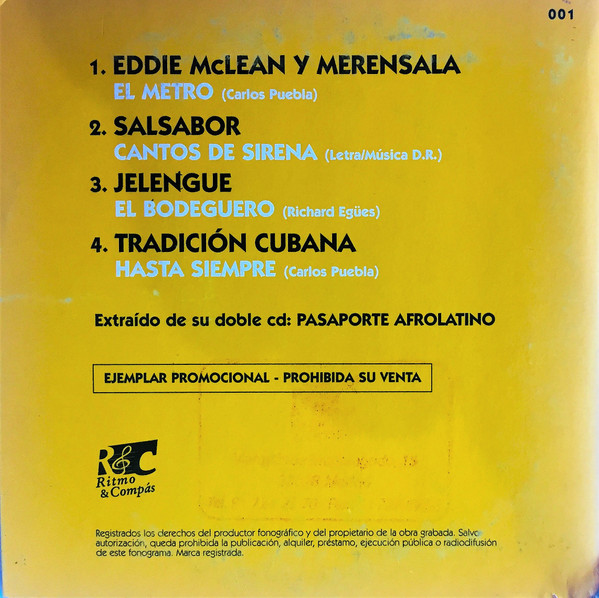 001
1. EDDIE McLEAN Y MERENSALA
EL METRO (Carlos Puebla)
2. SALSABOR
CANTOS DE SIRENA (Letra/Música D.R.)
3. JELENGUE
EL BODEGUERO (Richard Egües)
4. TRADICIÓN CUBANA
HASTA SIEMPRE (Carlos Puebla)
Extraído de su doble cd: PASAPORTE AFROLATINO
EJEMPLAR PROMOCIONAL - PROHIBIDA SU VENTA
R&C
Ritmo
& Compás
Registrados los derechos del productor fonográfico y del propietario de la obra grabada. Salvo
autorización, queda prohibida la publicación, alquiler, préstamo, ejecución pública o radiodifusión
de este fonograma. Marca registrada.